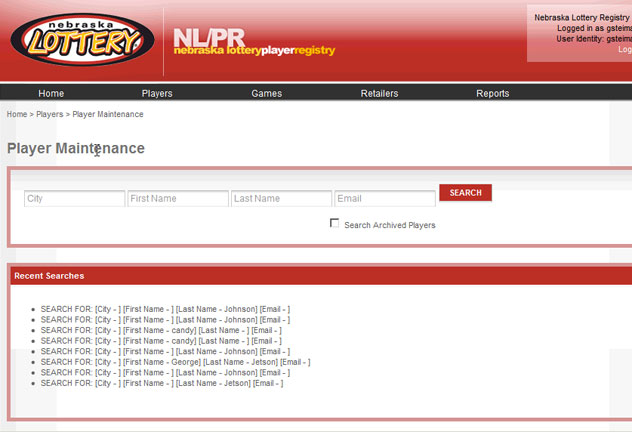 nebraska
LOTTERY
NL/PR
nebraska lotteryplayerregistry
Nebraska Lottery Registry
Logged in as
User Identity:
Home
Players
Games
Retailers
Reports
Home > Players > Player Maintenance
Player Maintenance
City
First Name
Last Name
Email
SEARCH
Search Archived Players
Recent Searches
SEARCH FOR: [City - ] [First Name - ] [Last Name - Johnson] [Email - ]
SEARCH FOR: [City - ] [First Name - ] [Last Name - Johnson] [Email - ]
SEARCH FOR: [City - ] [First Name - candy] [Last Name - ] [Email - ]
SEARCH FOR: [City - ] [First Name - candy] [Last Name - ] [Email - ]
SEARCH FOR: [City - ] [First Name - ] [Last Name - Johnson] [Email - ]
SEARCH FOR: [City - ] [First Name - George] [Last Name - Jetson] [Email - ]
SEARCH FOR: [City - ] [First Name - ] [Last Name - Johnson] [Email - ]
SEARCH FOR: [City - ] [First Name - ] [Last Name - Jetson] [Email - ]